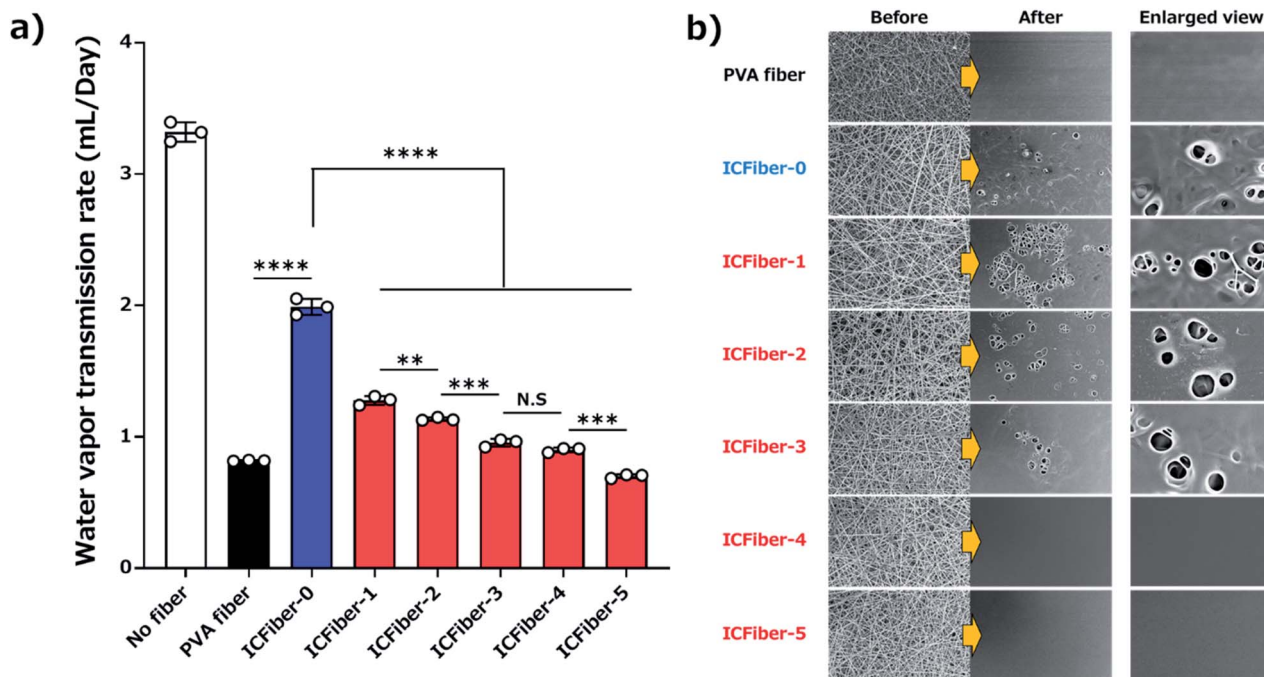 a)
Water vapor transmission rate (mL/Day)
4
3
2
1
0
****
****
**
***
N.S
***
No fiber
PVA fiber
ICFiber-0
ICFiber-1
ICFiber-2
ICFiber-3
ICFiber-4
ICFiber-5
b)
Before After Enlarged view
PVA fiber
ICFiber-0
ICFiber-1
ICFiber-2
ICFiber-3
ICFiber-4
ICFiber-5